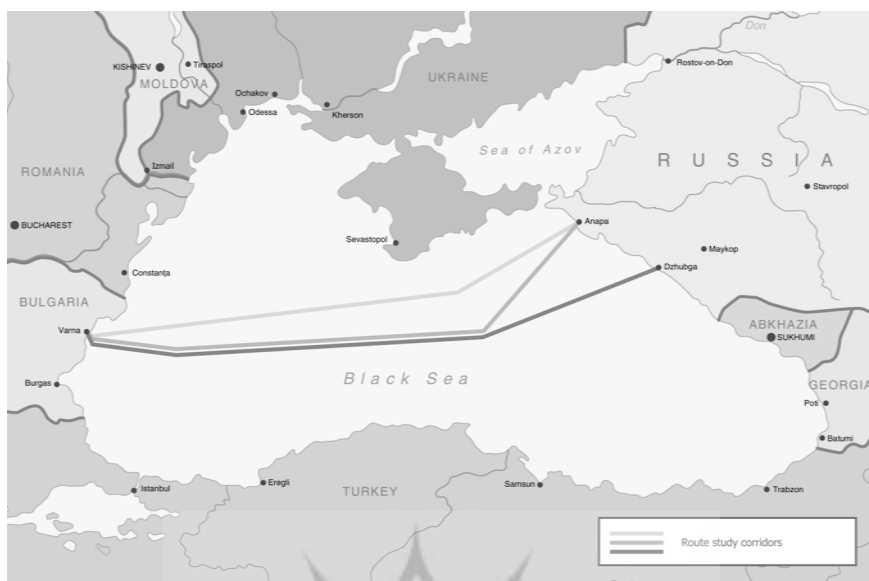 Don
KISHINEV
Tiraspol
Rostov-on-Don
MOLDOVA
UKRAINE
Ochakov
Odessa
Kherson
Sea of Azov
RUSSIA
Izmail
ROMANIA
Stavropol
BUCHAREST
Anapa
Sevastopol
Maykop
Constanţa
Dzhubga
BULGARIA
Varna
ABKHAZIA
SUKHUMI
Black Sea
Burgas
GEORGIA
Poti
Batumi
Istanbul
Eregli
TURKEY
Samsun
Trabzon
Route study corridors